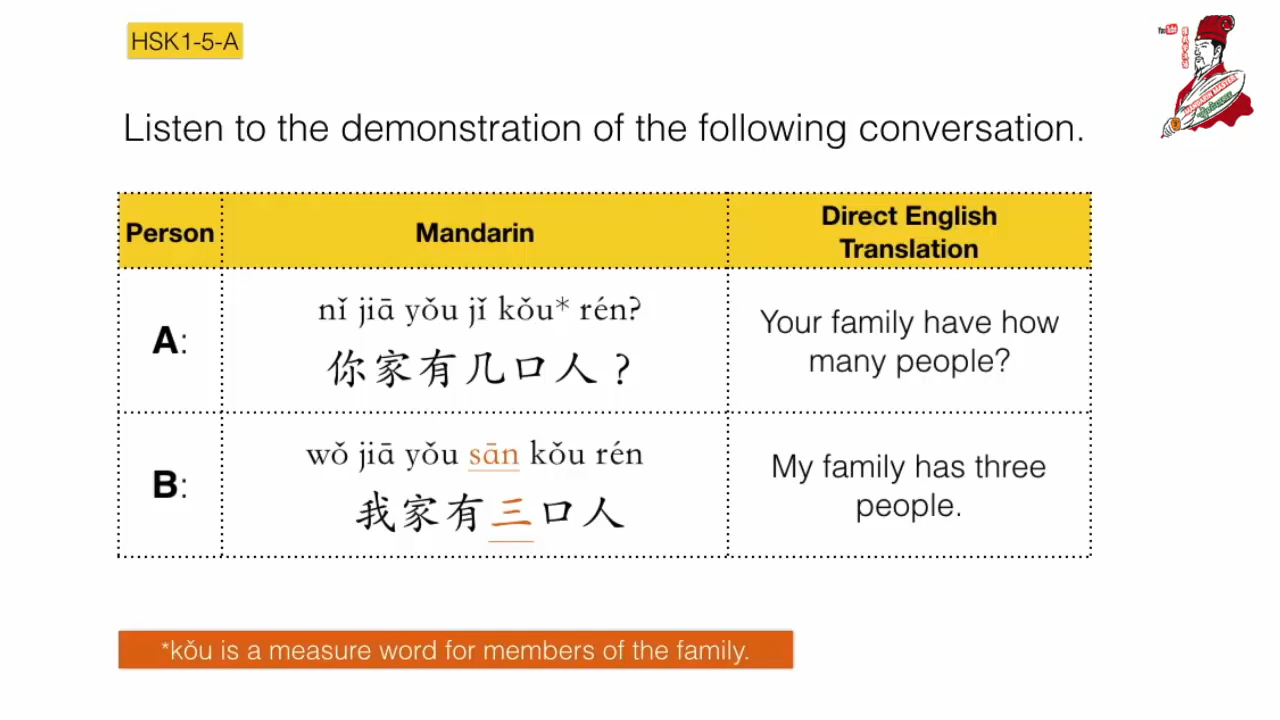 HSK1-5-A
YouTube
MANDARIN MASTER
Listen to the demonstration of the following conversation.
Person
Mandarin
Direct English
Translation
A:
nǐ jiā yǒu jǐ kǒu* rén?
你家有几口人?
Your family have how
many people?
B:
wǒ jiā yǒu sān kǒu rén
我家有三口人
My family has three
people.
*kǒu is a measure word for members of the family.